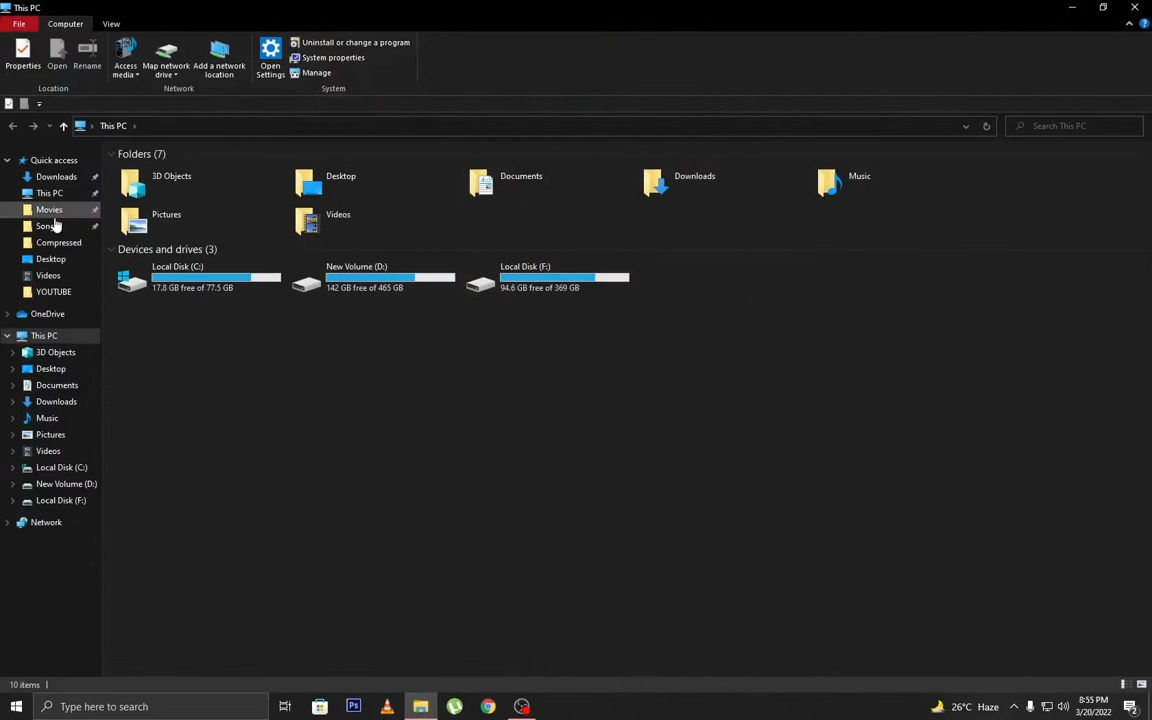 This PC
File Computer View
Properties Open Rename Access media Map network drive Add a network location Open Settings Uninstall or change a program
System properties
Manage
Location Network System
This PC
Search This PC
Quick access
Downloads
This PC
Movies
Compressed
Desktop
Videos
YOUTUBE
OneDrive
This PC
3D Objects
Desktop
Documents
Downloads
Music
Pictures
Videos
Local Disk (C:)
New Volume (D:)
Local Disk (F:)
Network
Folders (7)
3D Objects Desktop Documents Downloads Music
Pictures Videos
Devices and drives (3)
Local Disk (C:) New Volume (D:) Local Disk (F:)
17.8 GB free of 77.5 GB 142 GB free of 465 GB 94.6 GB free of 369 GB
10 items
Type here to search
Ps
26°C Haze
8:55 PM
3/20/2022
2